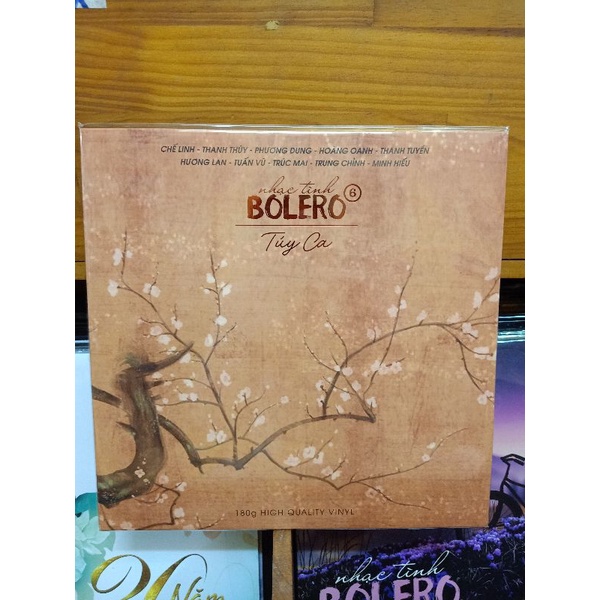 CHẾ LINH - THANH THÚY - PHƯƠNG DUNG - HOÀNG OANH - THANH TUYỀN
HƯƠNG LAN - TUẤN VŨ - TRÚC MAI - TRUNG CHỈNH - MINH HIẾU
nhạc tình
BOLERO 6
Túy Ca
180g HIGH QUALITY VINYL
Năm
nhạc tình
BOLERO